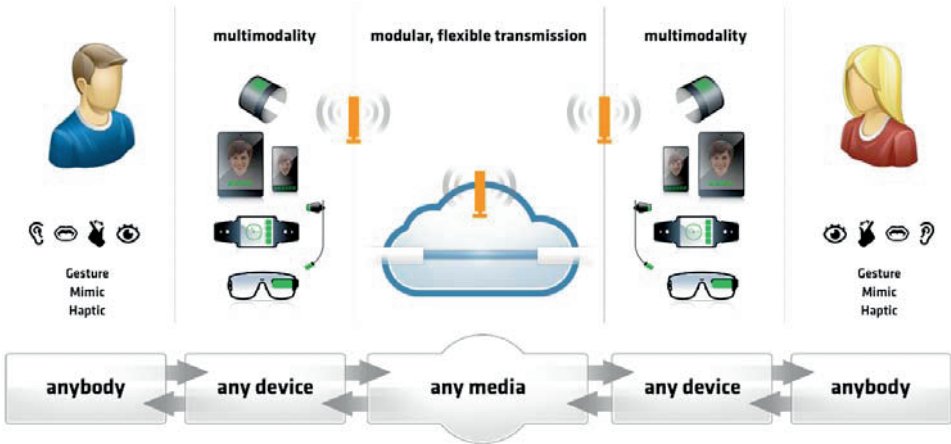 multimodality
modular, flexible transmission
multimodality
Gesture
Mimic
Haptic
Gesture
Mimic
Haptic
anybody
any device
any media
any device
anybody